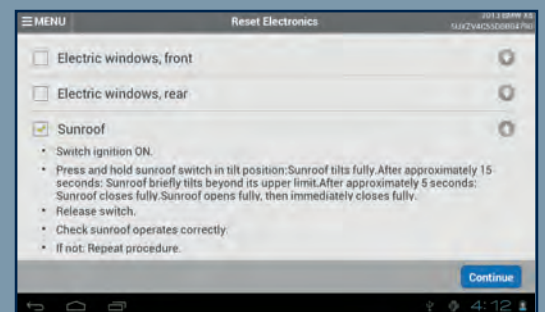 MENU
Reset Electronics
2013 BMW X5
Electric windows, front
Electric windows, rear
Sunroof
• Switch ignition ON.
• Press and hold sunroof switch in tilt position:Sunroof tilts fully.After approximately 15
seconds: Sunroof briefly tilts beyond its upper limit.After approximately 5 seconds:
Sunroof closes fully.Sunroof opens fully, then immediately closes fully.
• Release switch.
• Check sunroof operates correctly.
• If not: Repeat procedure.
Continue
4:12